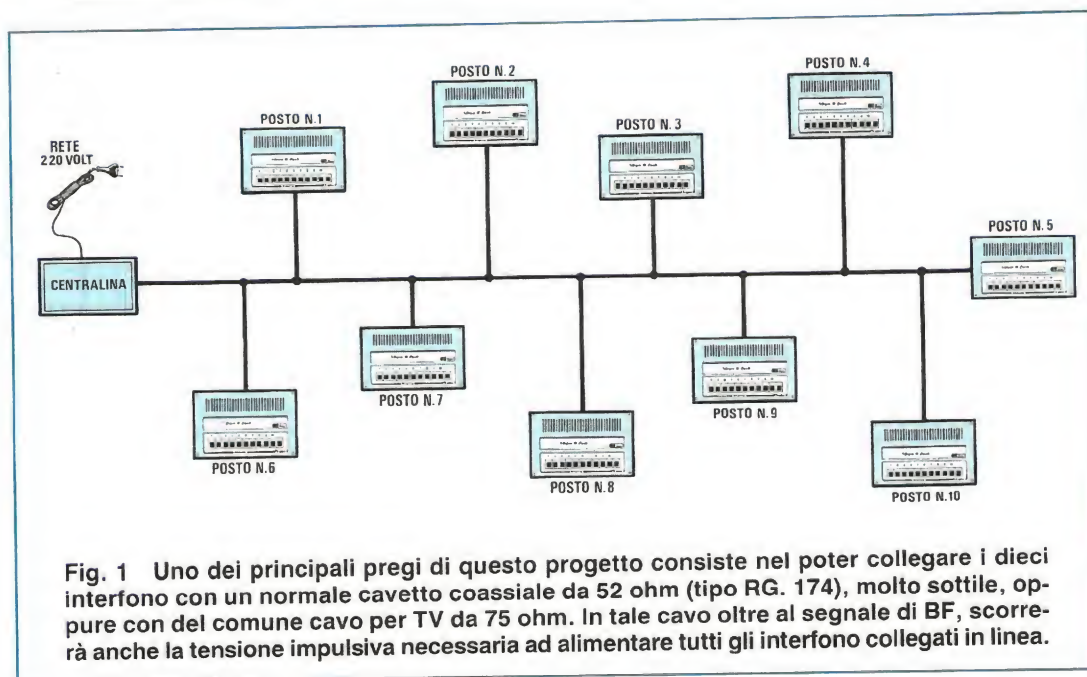 POSTO N.1
POSTO N.2
POSTO N.3
POSTO N.4
RETE
220 VOLT
POSTO N.5
CENTRALINA
POSTO N.6
POSTO N.7
POSTO N.8
POSTO N.9
POSTO N.10
Fig. 1 Uno dei principali pregi di questo progetto consiste nel poter collegare i dieci
interfono con un normale cavetto coassiale da 52 ohm (tipo RG. 174), molto sottile, op-
pure con del comune cavo per TV da 75 ohm. In tale cavo oltre al segnale di BF, scorre-
rà anche la tensione impulsiva necessaria ad alimentare tutti gli interfono collegati in linea.